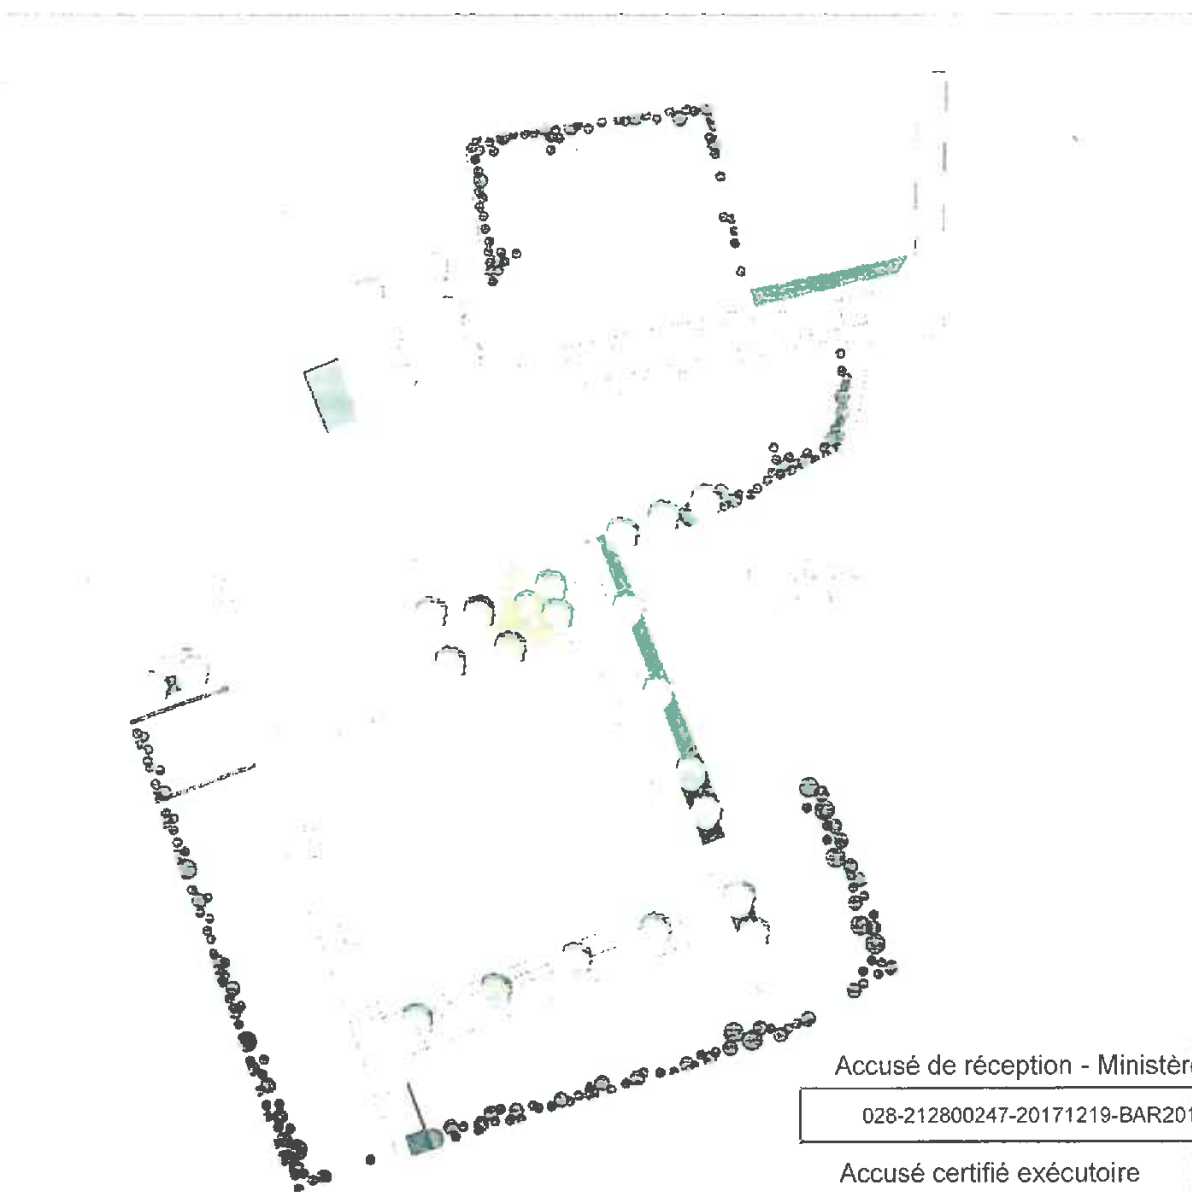 Accusé de réception - Ministère
028-212800247-20171219-BAR201
Accusé certifié exécutoire